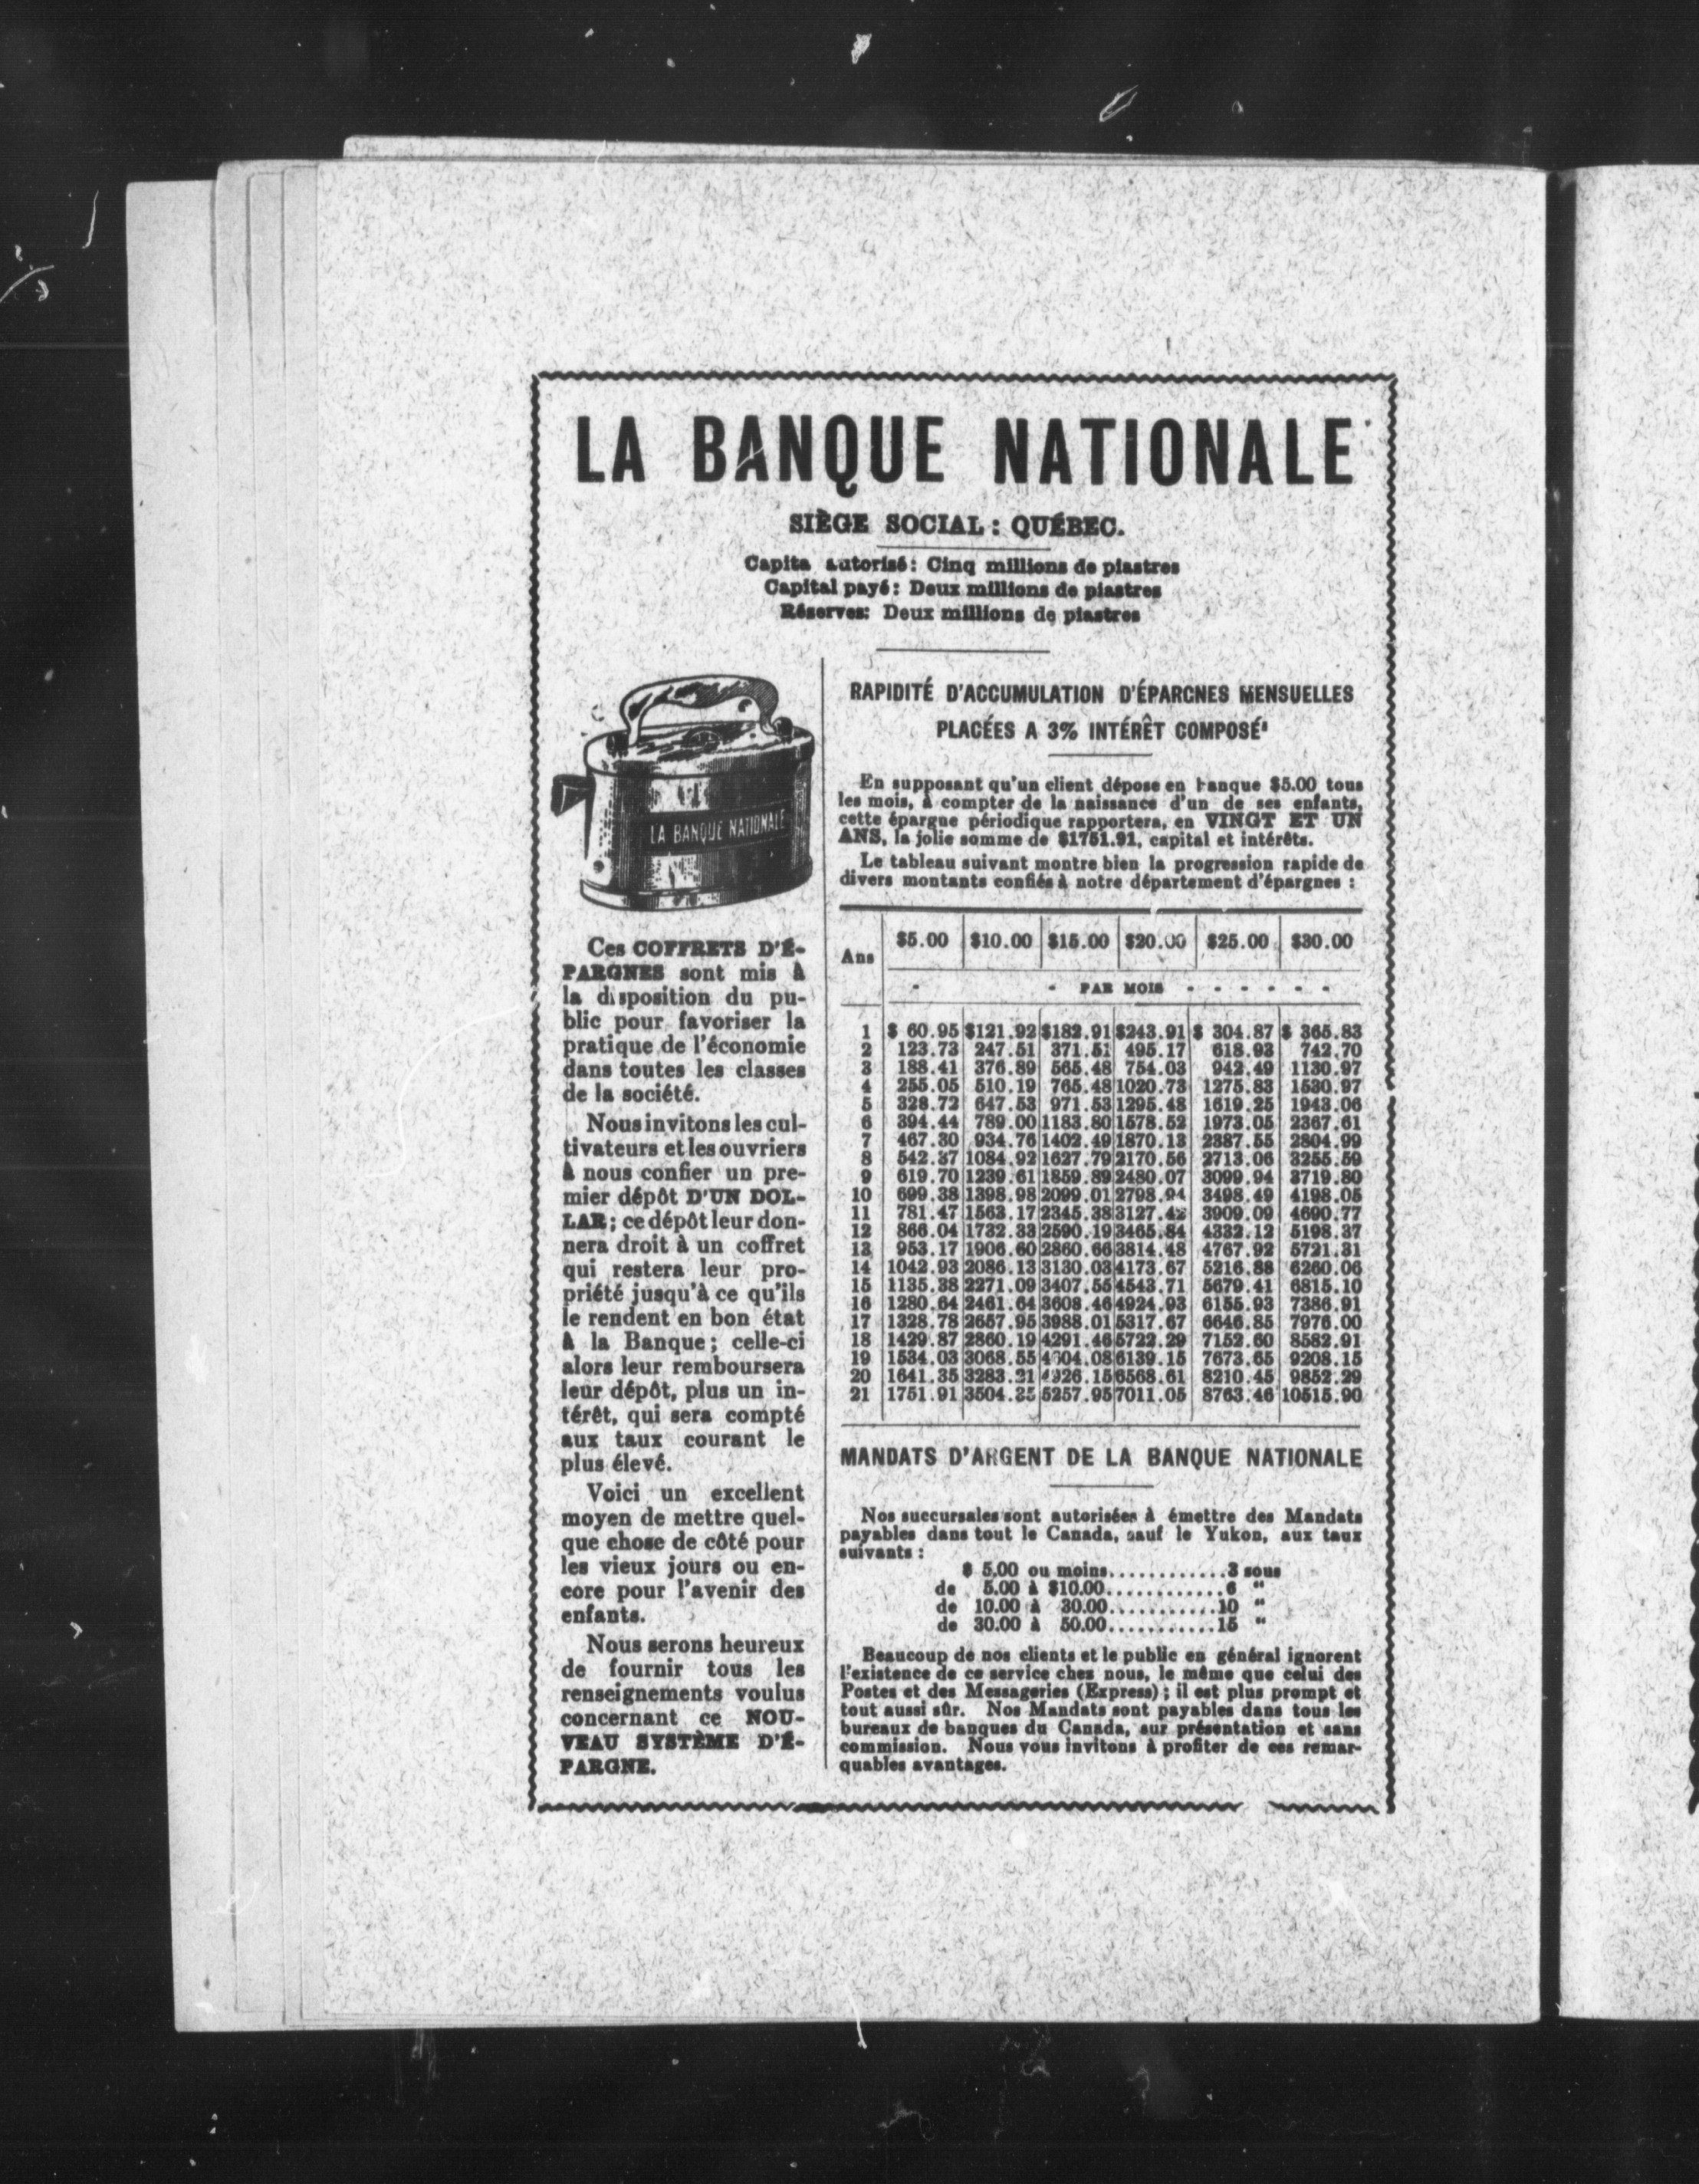 LA BANQUE NATIONALE
SIÈGE SOCIAL : QUÉBEC.
Capita autorisé : Cinq millions de piastres
Capital payé : Deux millions de piastres
Réserves: Deux millions de piastres
LA BANQUE NATIONALE
Ces COFFRETS D'É-
PARGNES sont mis à
la disposition du pu-
blic pour favoriser la
pratique de l'économie
dans toutes les classes
de la société.
Nous invitons les cul-
tivateurs et les ouvriers
à nous confier un pre-
mier dépôt D'UN DOL-
LAR ; ce dépôt leur don-
nera droit à un coffret
qui restera leur pro-
priété jusqu'à ce qu'ils
le rendent en bon état
à la Banque ; celle-ci
alors leur remboursera
leur dépôt, plus un in-
térêt, qui sera compté
aux taux courant le
plus élevé.
Voici un excellent
moyen de mettre quel-
que chose de côté pour
les vieux jours ou en-
core pour l'avenir des
enfants.
Nous serons heureux
de fournir tous les
renseignements voulus
concernant ce NOU-
VEAU SYSTÈME D'É-
PARGNE.
RAPIDITÉ D'ACCUMULATION D'ÉPARGNES MENSUELLES
PLACÉES A 3% INTÉRÊT COMPOSÉ
En supposant qu'un client dépose en banque $5.00 tous
les mois, à compter de la naissance d'un de ses enfants,
cette épargne périodique rapportera, en VINGT ET UN
ANS, la jolie somme de $1751.91, capital et intérêts.
Le tableau suivant montre bien la progression rapide de
divers montants confiés à notre département d'épargnes :
Ans $5.00 $10.00 $15.00 $20.00 $25.00 $30.00
PAR MOIS
1 $ 60.95 $121.92 $182.91 $243.91 $ 304.87 $ 365.83
2 123.73 247.51 371.51 495.17 618.93 742.70
3 188.41 376.89 565.48 754.03 942.49 1130.97
4 255.05 510.19 765.48 1020.73 1275.83 1530.97
5 328.72 647.53 971.53 1295.48 1619.25 1943.06
6 394.44 789.00 1183.80 1578.52 1973.05 2367.61
7 467.30 934.76 1402.49 1870.13 2387.55 2804.99
8 542.37 1084.92 1627.79 2170.56 2713.06 3255.59
9 619.70 1239.61 1859.89 2480.07 3099.94 3719.80
10 699.38 1398.98 2099.01 2798.94 3498.49 4198.05
11 781.47 1563.17 2345.38 3909.09 4690.77
12 866.04 1732.33 2590.19 3465.84 4332.12 5198.37
13 953.17 1906.60 2860.66 3814.48 4767.92 5721.31
14 1042.93 2086.13 3130.03 4173.67 5216.88 6260.06
15 1135.38 2271.09 3407.55 4543.71 5679.41 6815.10
16 1280.64 2461.64 3608.46 4924.93 6155.93 7386.91
17 1328.78 2657.95 3988.01 5317.67 6646.85 7976.00
18 1429.87 2860.19 4291.46 5722.29 7152.60 8582.91
19 1534.03 3068.55 4604.08 6139.15 7673.65 9208.15
20 1641.35 3283.21 4926.15 6568.61 8210.45 9852.29
21 1751.91 3504.35 5257.95 7011.05 8763.46 10515.90
MANDATS D'ARGENT DE LA BANQUE NATIONALE
Nos succursales sont autorisées à émettre des Mandats
payables dans tout le Canada, sauf le Yukon, aux taux
suivants :
$ 5.00 ou moins............3 sous
de 5.00 à $10.00............6 "
de 10.00 à 30.00...........10 "
de 30.00 à 50.00...........15 "
Beaucoup de nos clients et le public en général ignorent
l'existence de ce service chez nous, le même que celui des
Postes et des Messageries (Express) ; il est plus prompt et
tout aussi sûr. Nos Mandats sont payables dans tous les
bureaux de banques du Canada, sur présentation et sans
commission. Nous vous invitons à profiter de ces remar-
quables avantages.